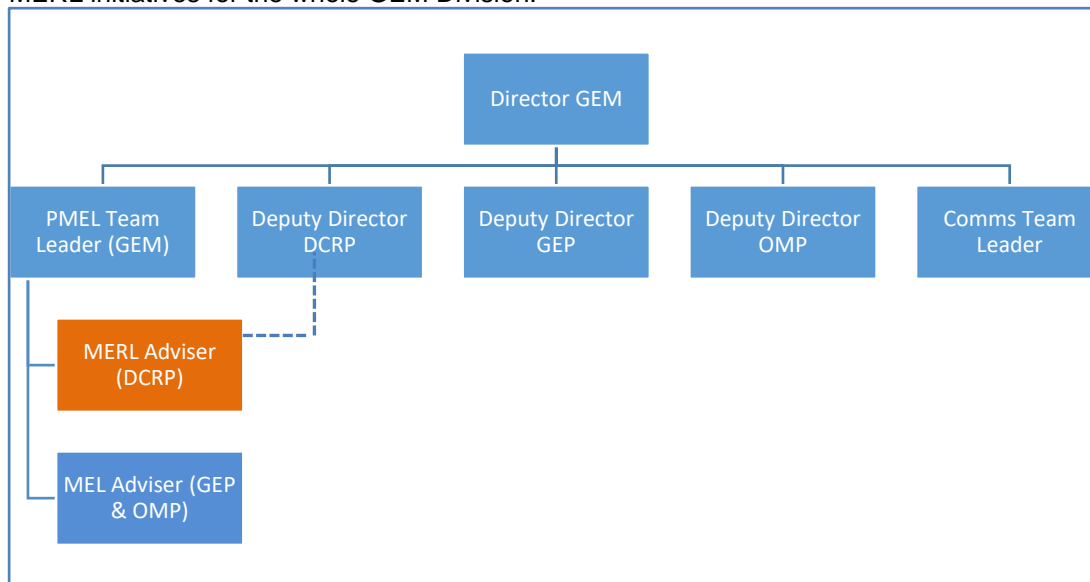 MERL initiatives for the whole GEM Division.
Director GEM
PMEL Team
Leader (GEM)
Deputy Director
DCRP
Deputy Director
GEP
Deputy Director
OMP
Comms Team
Leader
MERL Adviser
(DCRP)
MEL Adviser (GEP
& OMP)